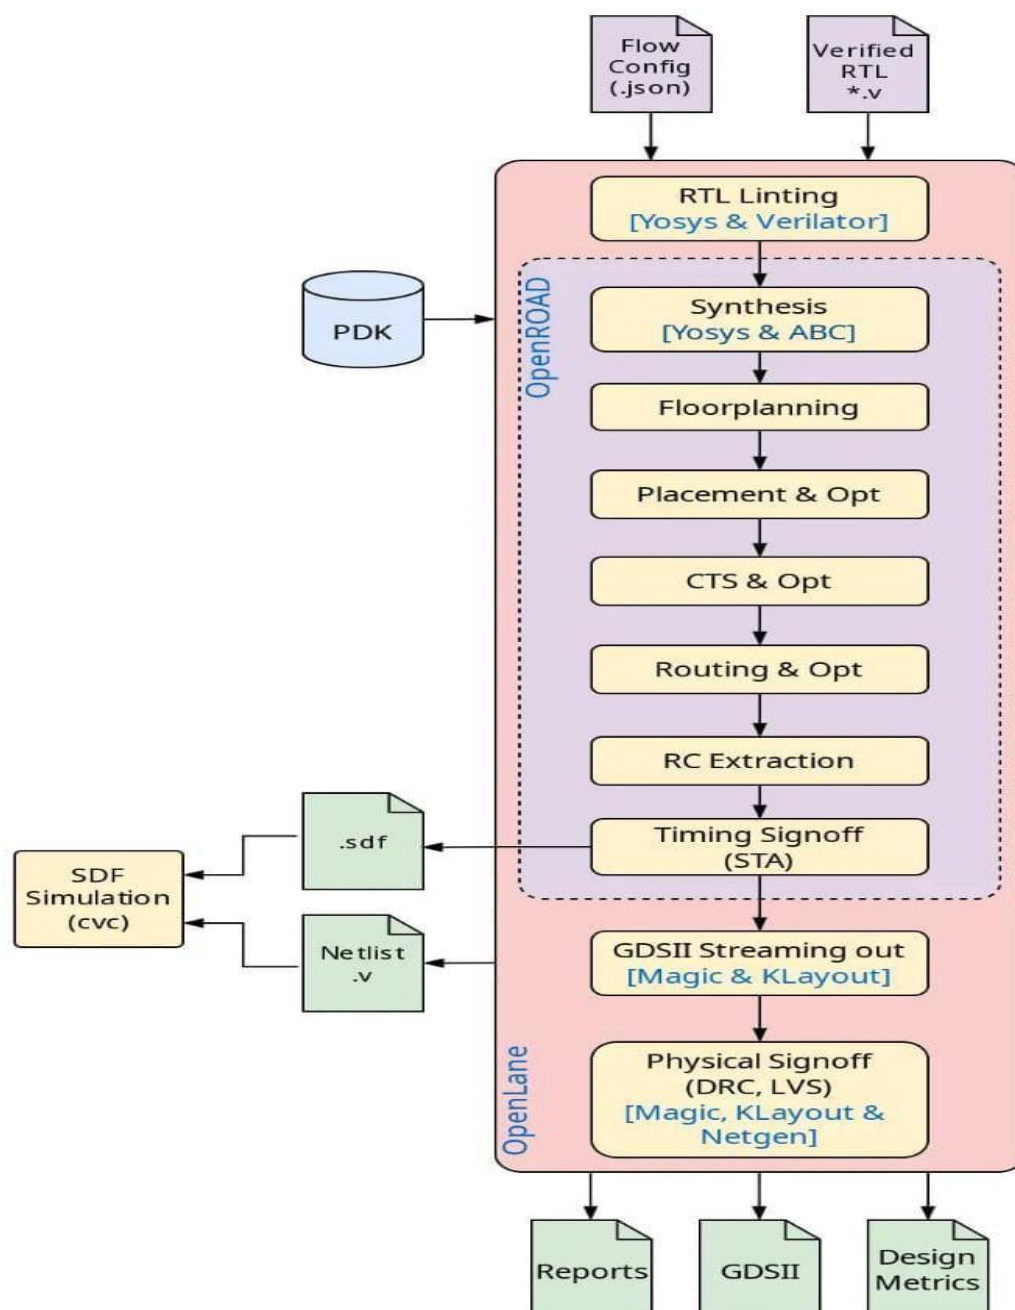 Flow
Config
(.json)
Verified
RTL
*.v
RTL Linting
[Yosys & Verilator]
PDK
OpenROAD
Synthesis
[Yosys & ABC]
Floorplanning
Placement & Opt
CTS & Opt
Routing & Opt
RC Extraction
Timing Signoff
(STA)
.sdf
SDF
Simulation
(cvc)
Netlist
.v
GDSII Streaming out
[Magic & KLayout]
OpenLane
Physical Signoff
(DRC, LVS)
[Magic, KLayout &
Netgen]
Reports
GDSII
Design
Metrics